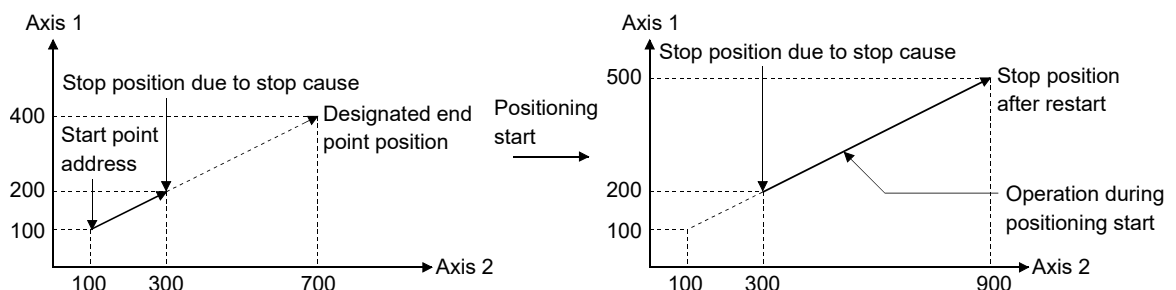 Axis 1
Stop position due to stop cause
400
Designated end
point position
Start point
address
200
100
100
300
700
Axis 2
Positioning
start
Axis 1
Stop position due to stop cause
500
Stop position
after restart
200
100
Operation during
positioning start
100
300
900
Axis 2